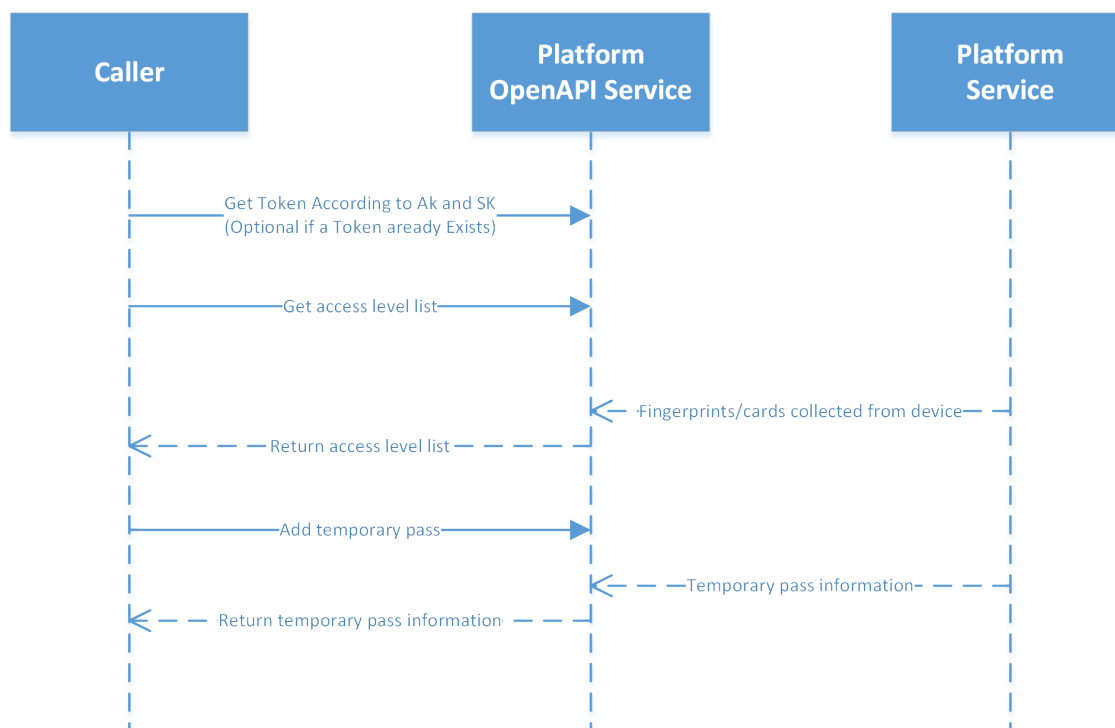 Caller
Platform
OpenAPI Service
Platform
Service
Get Token According to Ak and SK
(Optional if a Token aready Exists)
Get access level list
Fingerprints/cards collected from device
Return access level list
Add temporary pass
Temporary pass information
Return temporary pass information